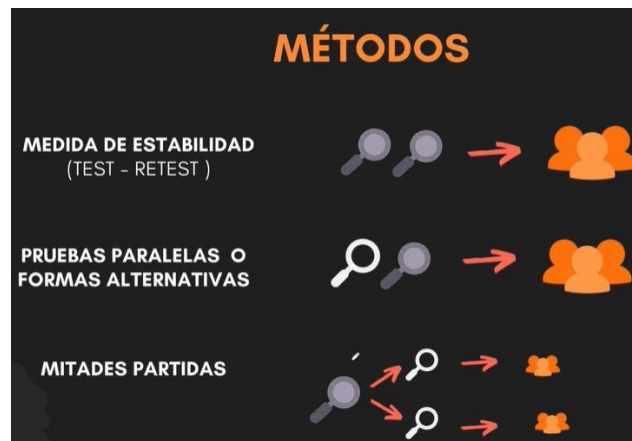 MÉTODOS
MEDIDA DE ESTABILIDAD
(TEST - RETEST )
PRUEBAS PARALELAS O
FORMAS ALTERNATIVAS
MITADES PARTIDAS